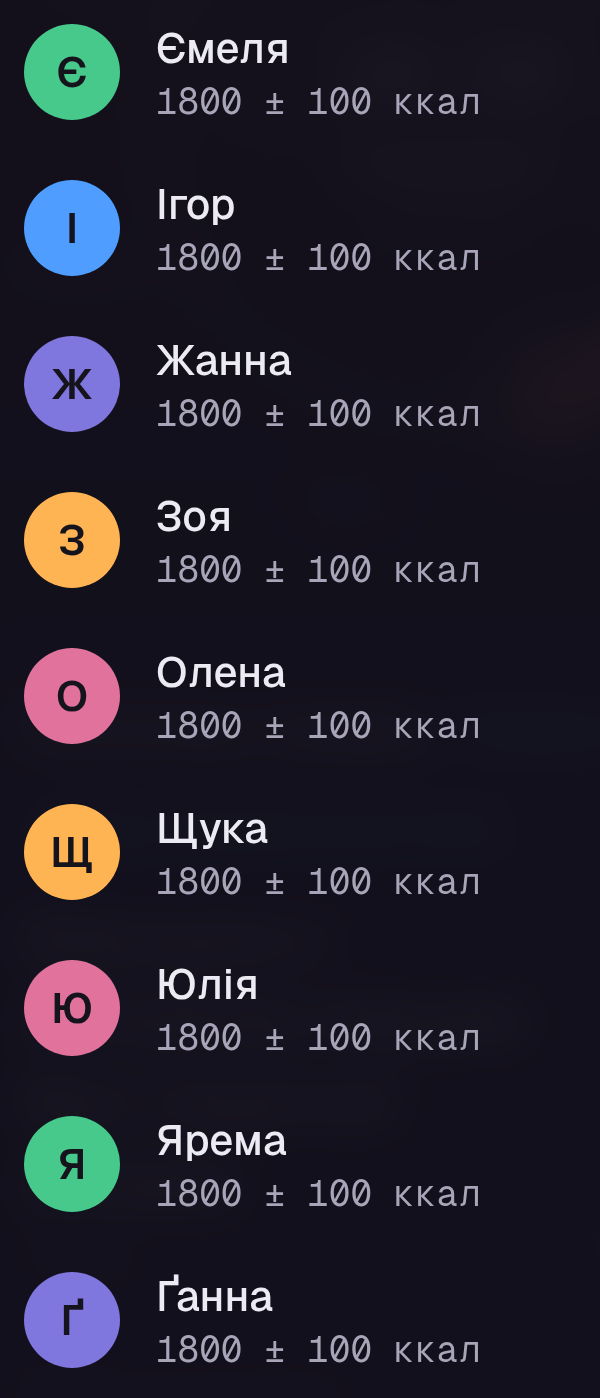 Є
Ємеля
1800 ± 100 ккал
І
Ігор
1800 ± 100 ккал
Ж
Жанна
1800 ± 100 ккал
З
Зоя
1800 ± 100 ккал
О
Олена
1800 ± 100 ккал
Щ
Щука
1800 ± 100 ккал
Ю
Юлія
1800 ± 100 ккал
Я
Ярема
1800 ± 100 ккал
Ґ
Ґанна
1800 ± 100 ккал